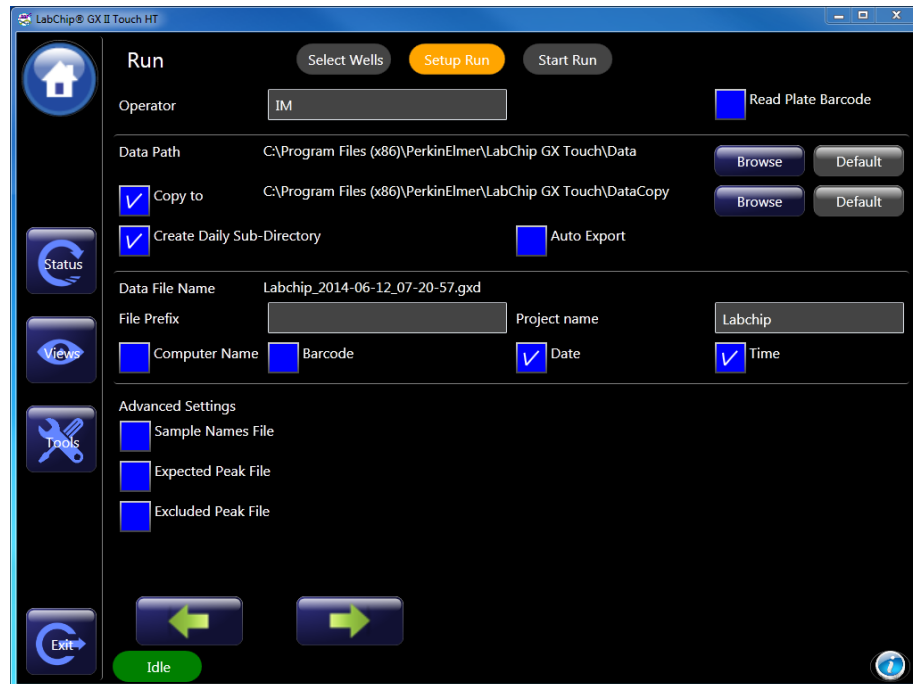 LabChip® GX II Touch HT
Run
Select Wells
Setup Run
Start Run
Operator
IM
Read Plate Barcode
Data Path
C:\Program Files (x86)\PerkinElmer\LabChip GX Touch\Data
Browse
Default
Copy to
C:\Program Files (x86)\PerkinElmer\LabChip GX Touch\DataCopy
Browse
Default
Create Daily Sub-Directory
Auto Export
Status
Data File Name
Labchip_2014-06-12_07-20-57.gxd
File Prefix
Project name
Labchip
Views
Computer Name
Barcode
Date
Time
Advanced Settings
Sample Names File
Tools
Expected Peak File
Excluded Peak File
Exit
Idle